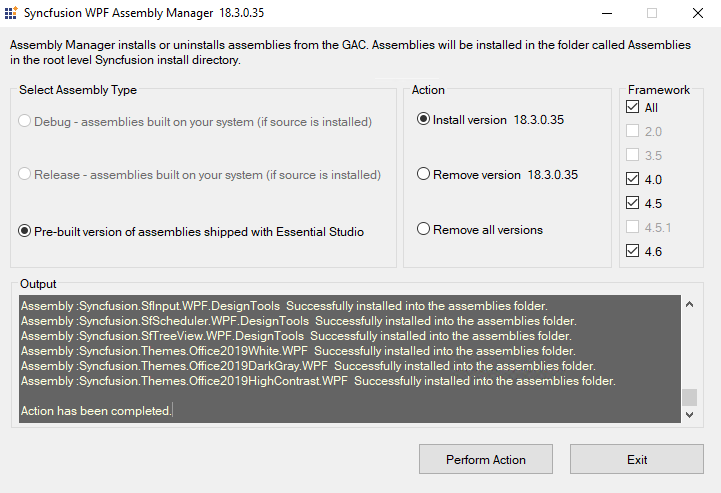 Syncfusion WPF Assembly Manager 18.3.0.35
Assembly Manager installs or uninstalls assemblies from the GAC. Assemblies will be installed in the folder called Assemblies
in the root level Syncfusion install directory.
Select Assembly Type
Debug - assemblies built on your system (if source is installed)
Release - assemblies built on your system (if source is installed)
Pre-built version of assemblies shipped with Essential Studio
Action
Install version 18.3.0.35
Remove version 18.3.0.35
Remove all versions
Framework
All
2.0
3.5
4.0
4.5
4.5.1
4.6
Output
Assembly :Syncfusion.SfInput.WPF.DesignTools Successfully installed into the assemblies folder.
Assembly :Syncfusion.SfScheduler.WPF.DesignTools Successfully installed into the assemblies folder.
Assembly :Syncfusion.SfTreeView.WPF.DesignTools Successfully installed into the assemblies folder.
Assembly :Syncfusion.Themes.Office2019White.WPF Successfully installed into the assemblies folder.
Assembly :Syncfusion.Themes.Office2019DarkGray.WPF Successfully installed into the assemblies folder.
Assembly :Syncfusion.Themes.Office2019HighContrast.WPF Successfully installed into the assemblies folder.
Action has been completed.
Perform Action
Exit